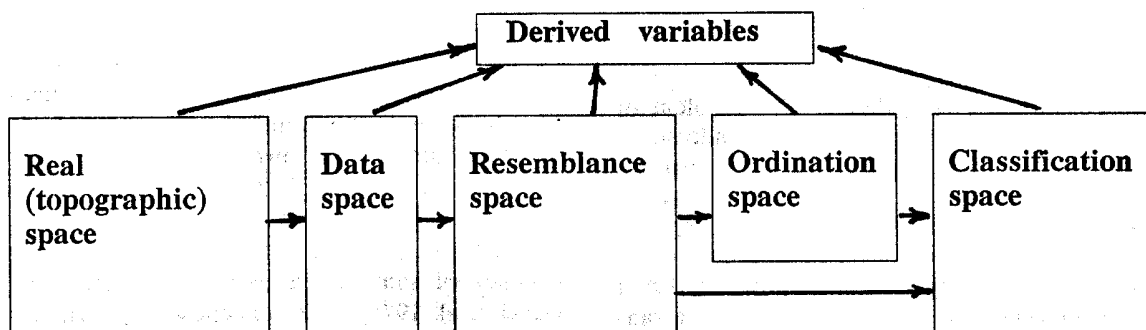 Derived variables
Real
(topographic)
space
Data
space
Resemblance
space
Ordination
space
Classification
space